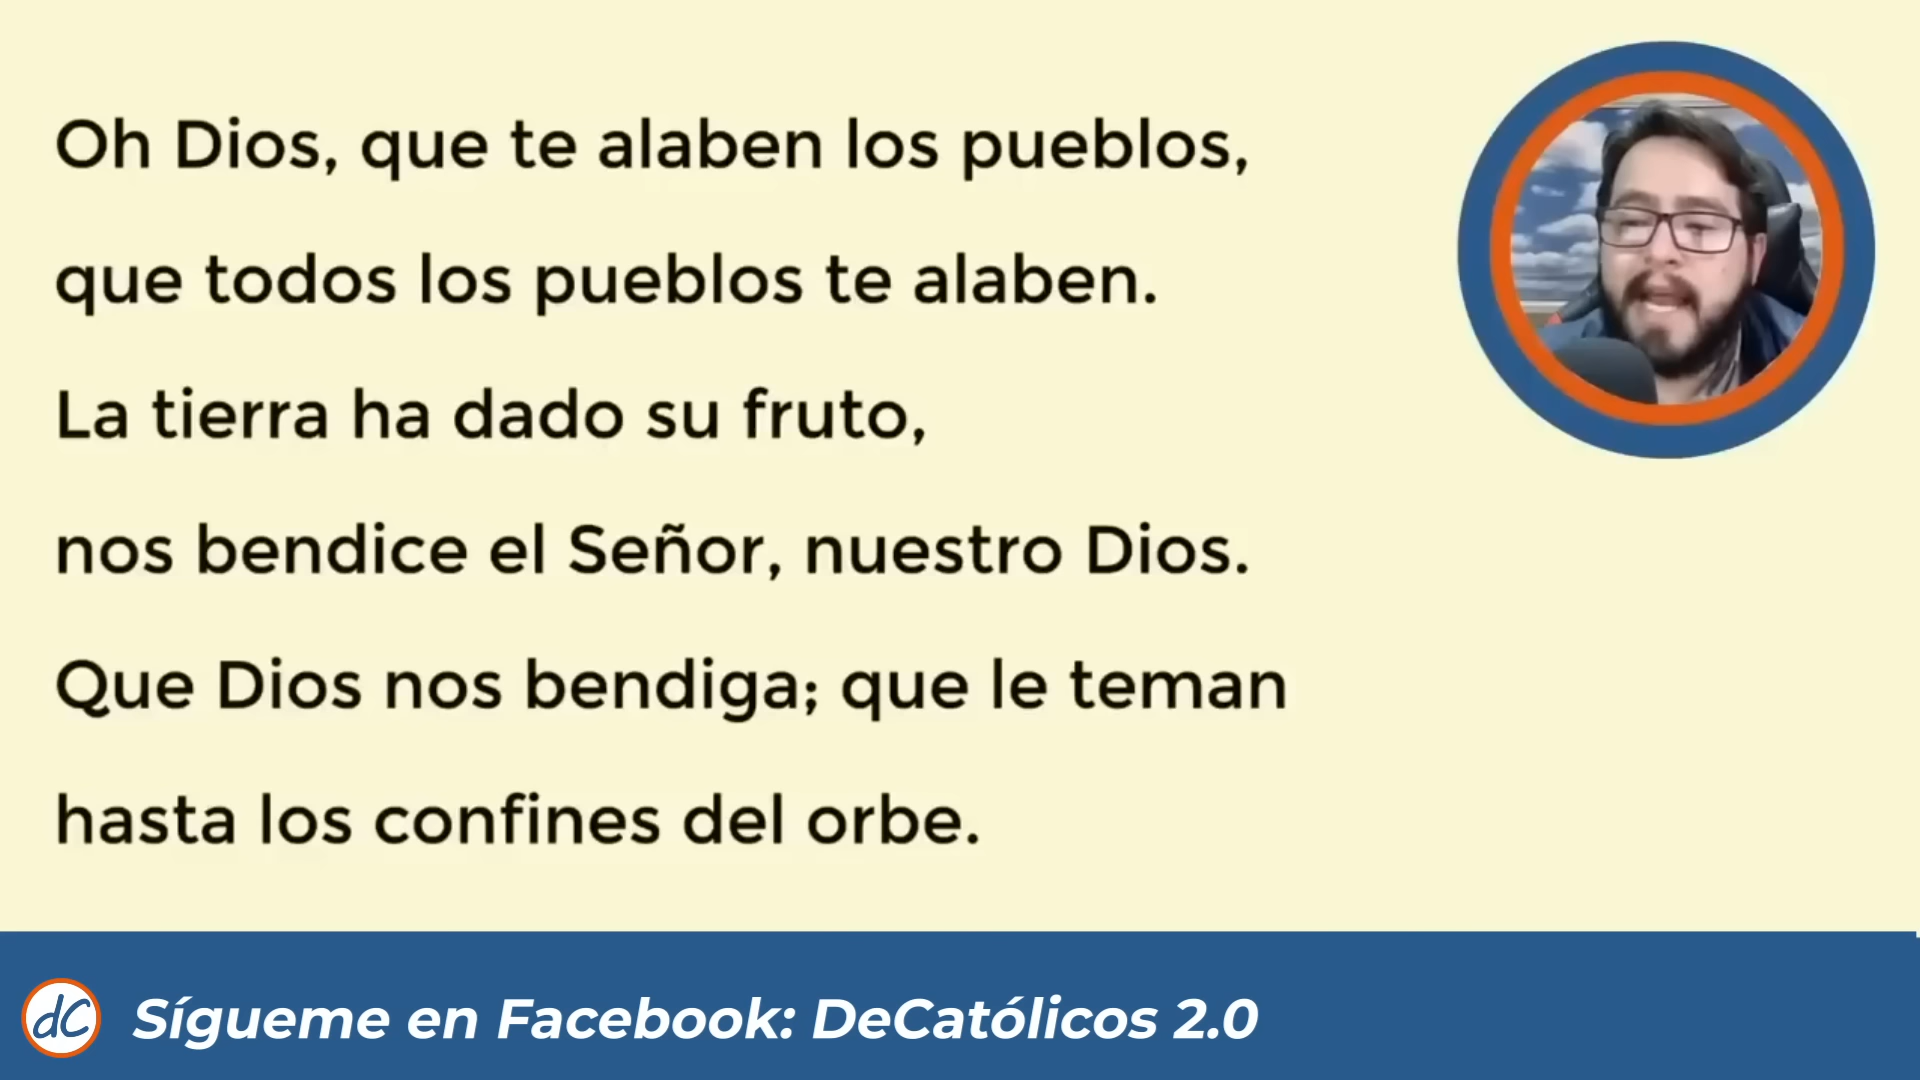 Oh Dios, que te alaben los pueblos,
que todos los pueblos te alaben.
La tierra ha dado su fruto,
nos bendice el Señor, nuestro Dios.
Que Dios nos bendiga; que le teman
hasta los confines del orbe.
dC Sígueme en Facebook: DeCatólicos 2.0